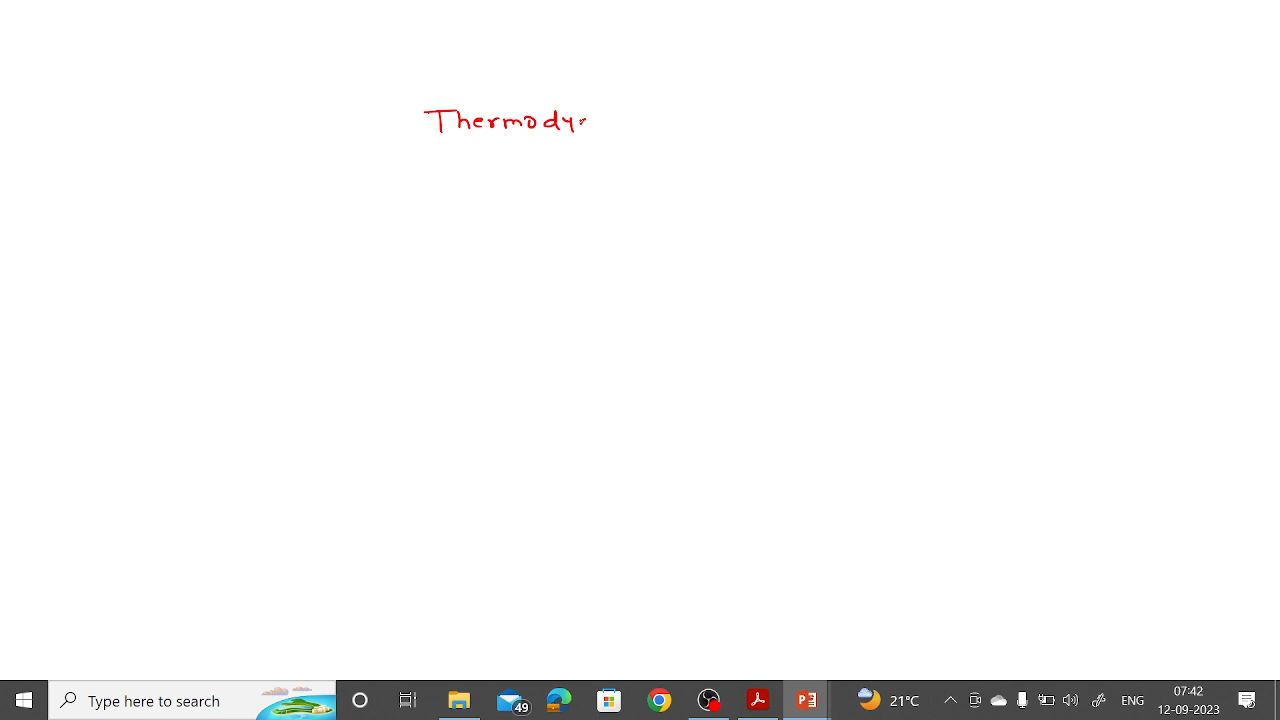 Thermody
Type here to search
49
21°C
ENG
07:42
12-09-2023